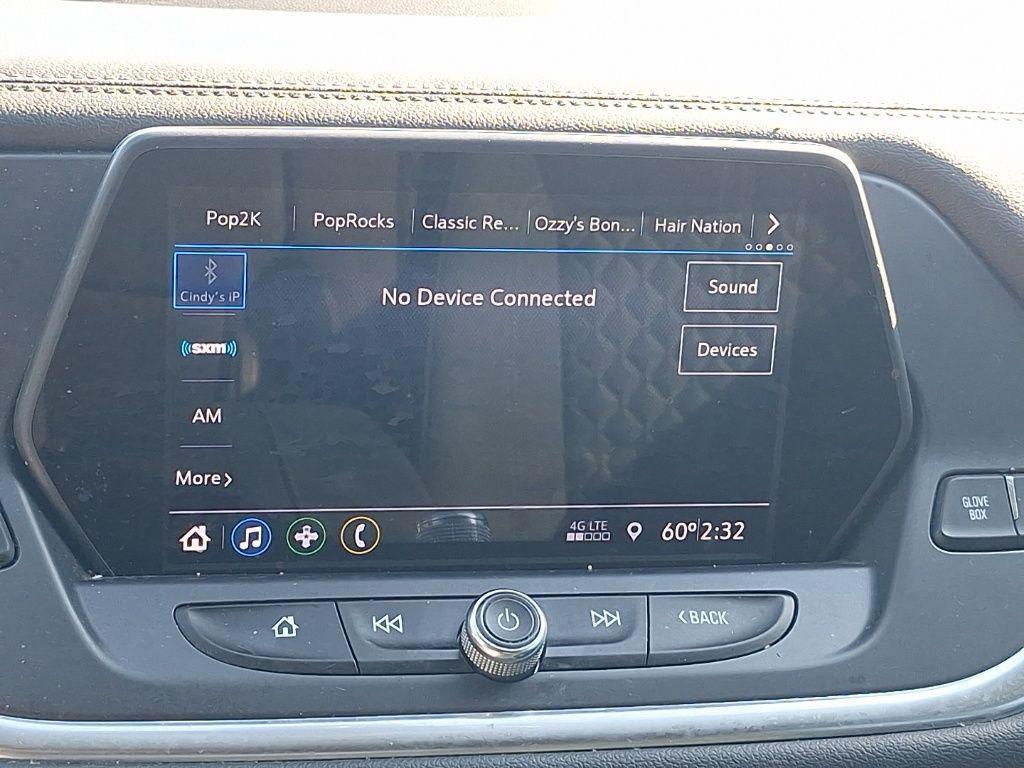 Pop2K PopRocks Classic Re... Ozzy's Bon... Hair Nation
Cindy's iP
No Device Connected
Sound
((sxm))
Devices
AM
More
4G LTE
60° 2:32
GLOVE
BOX
BACK